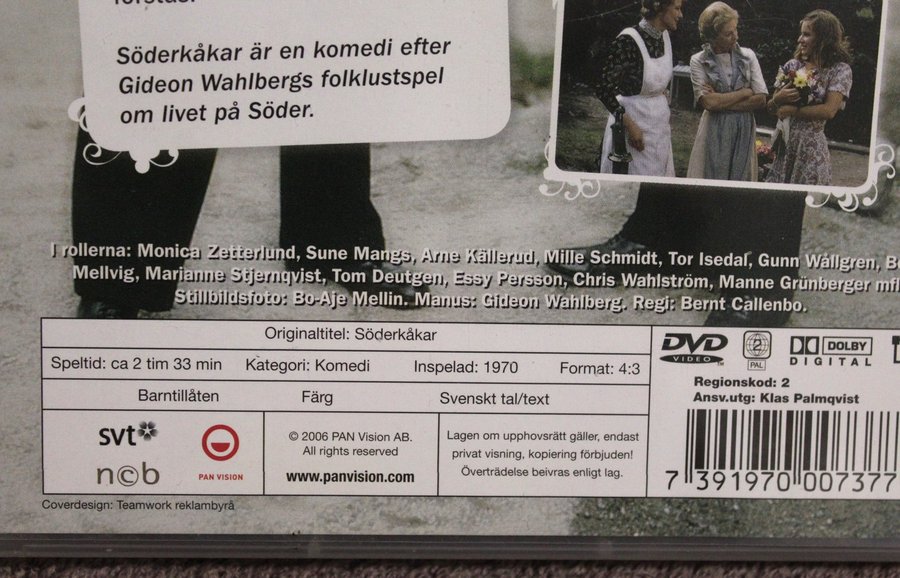 Söderkåkar är en komedi efter
Gideon Wahlbergs folklustspel
om livet på Söder.
I rollerna: Monica Zetterlund, Sune Mangs, Arne Källerud, Mille Schmidt, Tor Isedal, Gunn Wållgren,
Mellvig, Marianne Stjernqvist, Tom Deutgen, Essy Persson, Chris Wahlström, Manne Grünberger mfl
Stillbildsfoto: Bo-Aje Mellin. Manus: Gideon Wahlberg. Regi: Bernt Callenbo.
Originaltitel: Söderkåkar
Speltid: ca 2 tim 33 min Kategori: Komedi Inspelad: 1970 Format: 4:3
Barntillåten Färg Svenskt tal/text
svt
n©b
PAN VISION
© 2006 PAN Vision AB.
All rights reserved
www.panvision.com
Lagen om upphovsrätt gäller, endast
privat visning, kopiering förbjuden!
Överträdelse beivras enligt lag.
DVD
VIDEO
2
PAL
DOLBY
DIGITAL
Regionskod: 2
Ansv.utg: Klas Palmqvist
7 391970 007377
Coverdesign: Teamwork reklambyrå